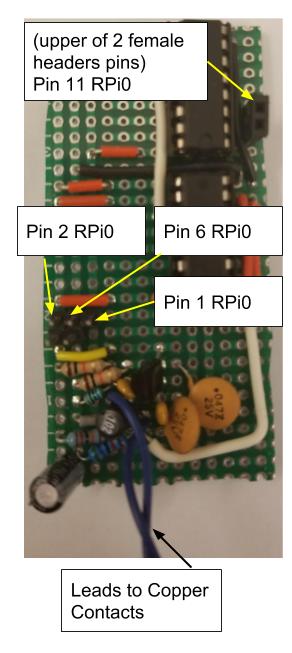 (upper of 2 female
headers pins)
Pin 11 RPi0
Pin 2 RPi0
Pin 6 RPi0
Pin 1 RPi0
.047Z
25V
Leads to Copper
Contacts